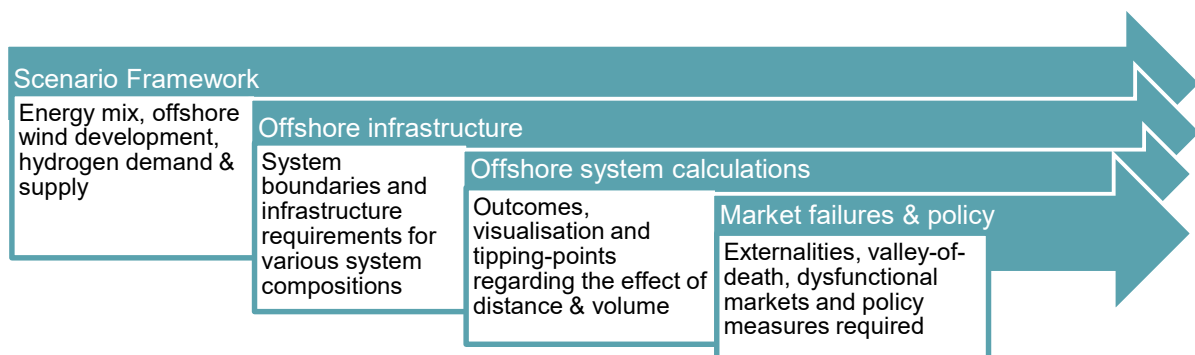 Scenario Framework
Energy mix, offshore
wind development,
hydrogen demand &
supply
Offshore infrastructure
System
boundaries and
infrastructure
requirements for
various system
compositions
Offshore system calculations
Outcomes,
visualisation and
tipping-points
regarding the effect of
distance & volume
Market failures & policy
Externalities, valley-of-
death, dysfunctional
markets and policy
measures required